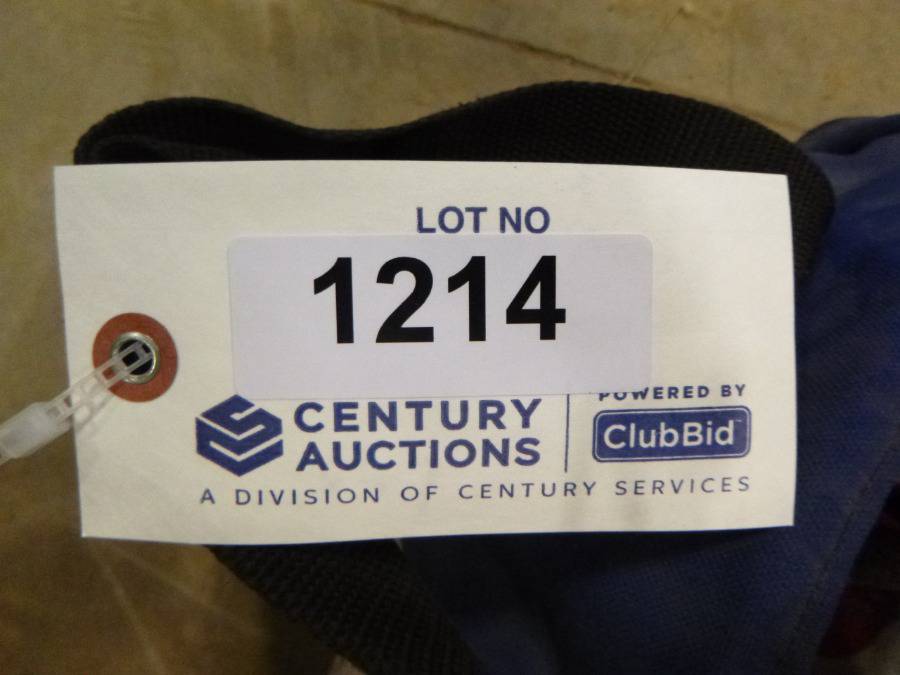 LOT NO
1214
CENTURY
AUCTIONS
POWERED BY
ClubBid
A DIVISION OF CENTURY SERVICES